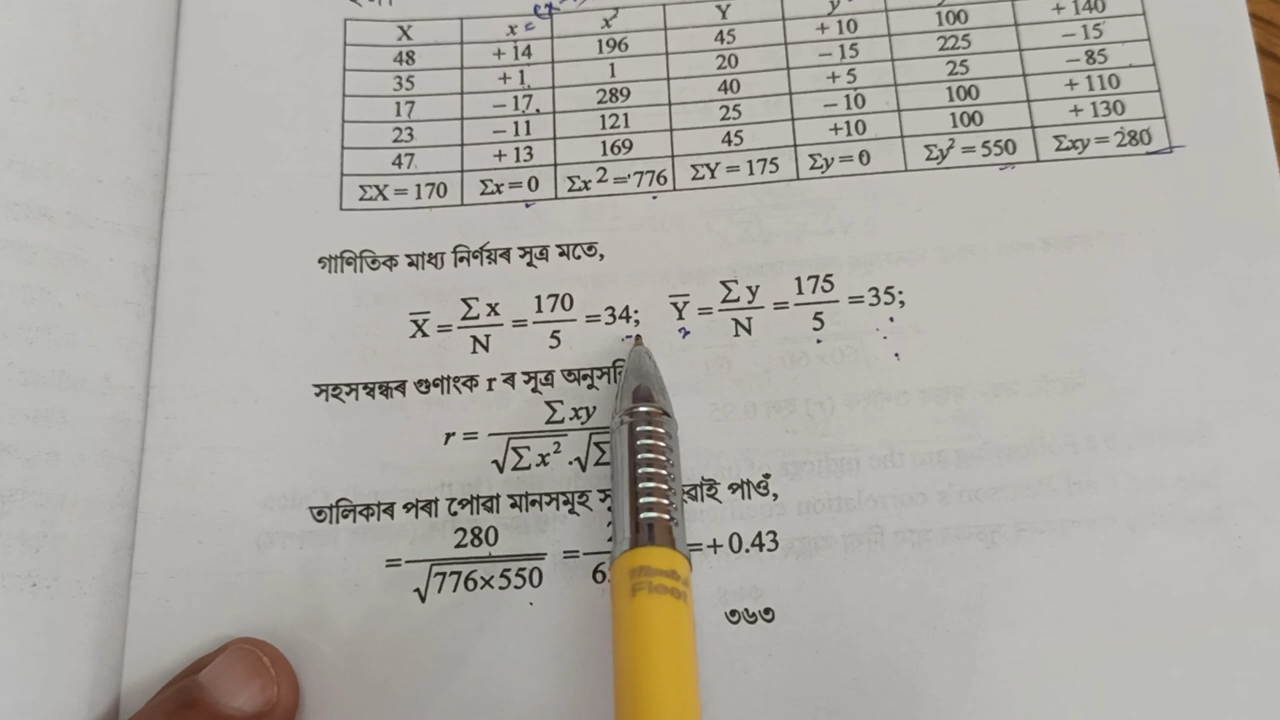 X x = x² Y y
48 +14 196 45 +10 100 +140
35 +1 1 20 −15 225 −15
17 −17 289 40 +5 25 −85
23 −11 121 25 −10 100 +110
47 +13 169 45 +10 100 +130
ΣX = 170 Σx = 0 Σx² = 776 ΣY = 175 Σy = 0 Σy² = 550 Σxy = 280
গাণিতিক মাধ্য নিৰ্ণয়ৰ সূত্ৰ মতে,
X̅ = Σx/N = 170/5 = 34; Y̅ = Σy/N = 175/5 = 35;
সহসম্বন্ধৰ গুণাংক r ৰ সূত্ৰ
r = Σxy / √Σx².√Σ
তালিকাৰ পৰা পোৱা মানসমূহ পাওঁ,
= 280/√776×550 = = +0.43
৩৬৩
Fleet